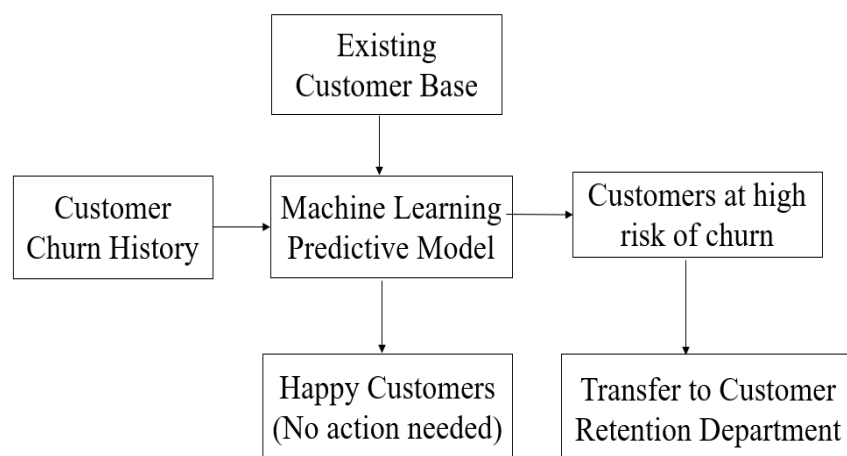 Existing
Customer Base
Customer
Churn History
Machine Learning
Predictive Model
Customers at high
risk of churn
Happy Customers
(No action needed)
Transfer to Customer
Retention Department